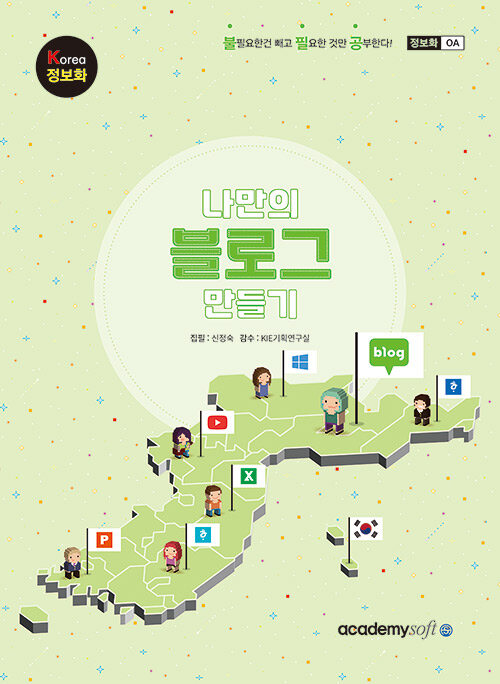 Korea
정보화
불필요한건 빼고 필요한 것만 공부한다!
정보화 OA
나만의
블로그
만들기
집필 : 신정숙 감수 : KIE기획연구실
blog
academysoft